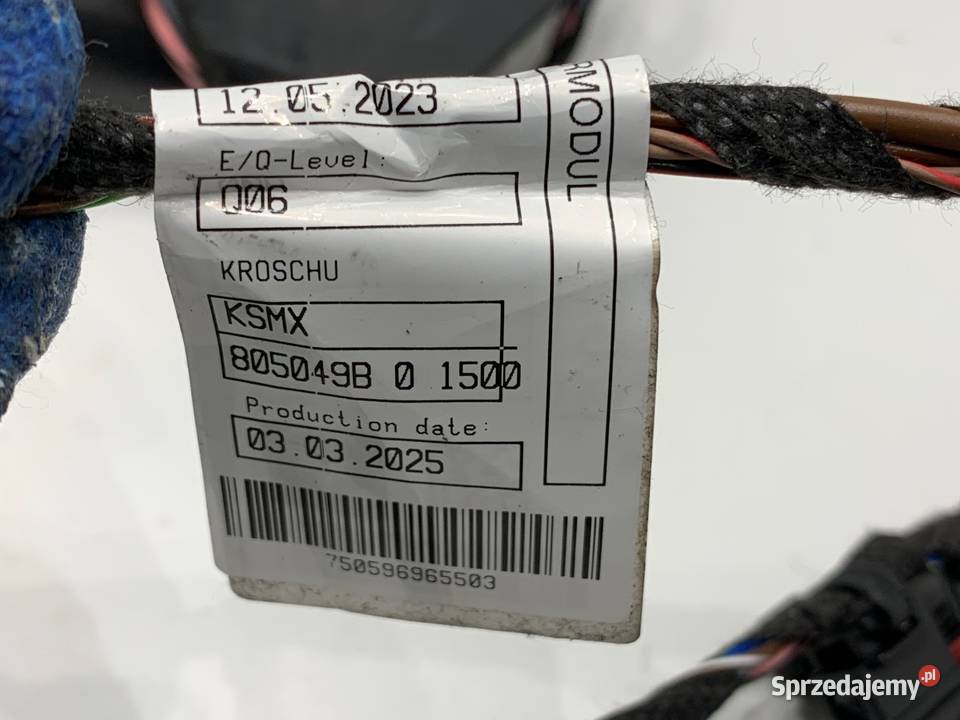 12.05.2023
E/Q-Level:
Q06
KROSCHU
KSMX
805049B 0 1500
Production date:
03.03.2025
750596965503
RMODUL
Sprzedajemy.pl